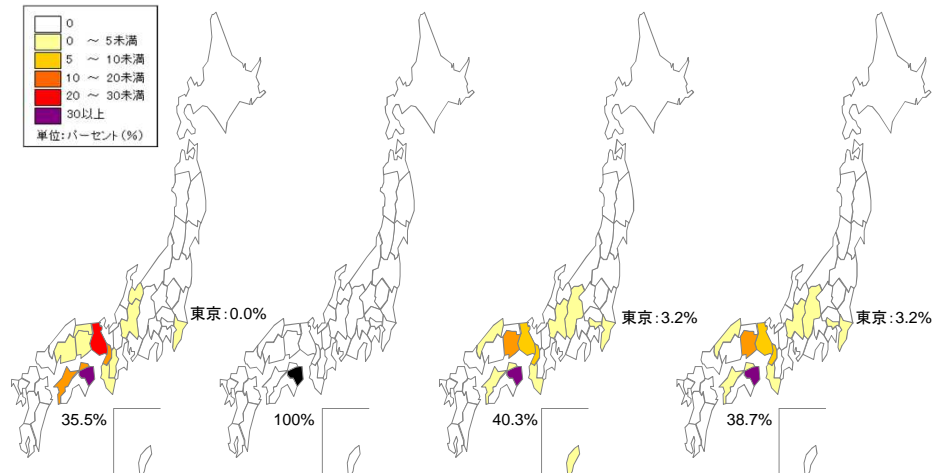 0
0 ～ 5未満
5 ～ 10未満
10 ～ 20未満
20 ～ 30未満
30以上
単位：パーセント（%）
東京：0.0%
東京：3.2%
東京：3.2%
35.5%
100%
40.3%
38.7%